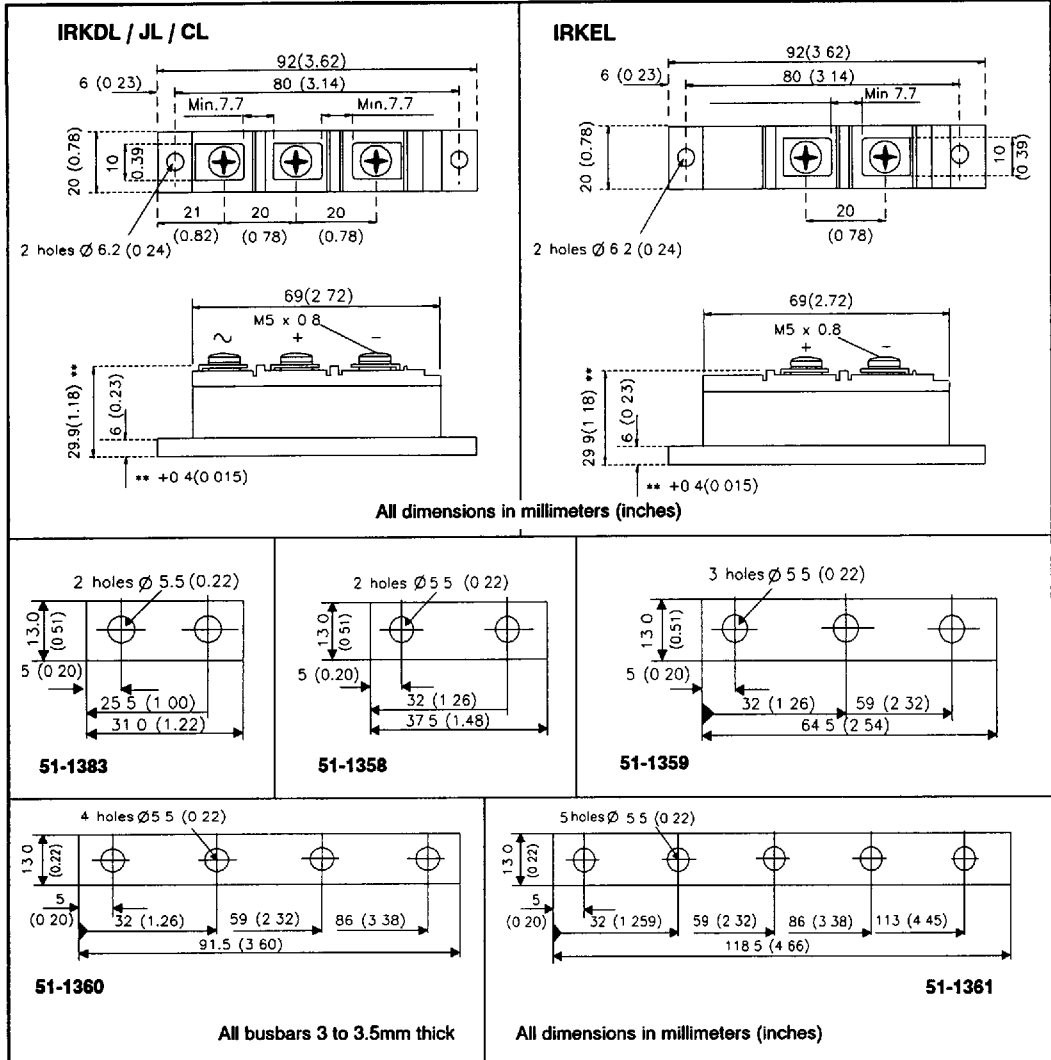 IRKDL / JL / CL
92(3.62)
6 (0 23)
80 (3.14)
Min.7.7
Min.7.7
20 (0.78)
10
0.39)
21
20
20
(0.82)
(0 78)
(0.78)
2 holes Ø 6.2 (0 24)
69(2 72)
M5 x 0 8
~
+
-
29.9(1.18) **
6 (0.23)
** +0 4(0 015)
IRKEL
92(3 62)
6 (0 23)
80 (3.14)
Min 7.7
20 (0.78)
10
(0 39)
20
(0 78)
2 holes Ø 6 2 (0 24)
69(2.72)
M5 x 0.8
+
-
29 9(1 18) **
6 (0 23)
** +0 4(0 015)
All dimensions in millimeters (inches)
2 holes Ø 5.5 (0.22)
13.0
(0 51)
5 (0 20)
25 5 (1 00)
31 0 (1.22)
51-1383
2 holes Ø 5 5 (0 22)
13 0
(0 51)
5 (0.20)
32 (1 26)
37 5 (1.48)
51-1358
3 holes Ø 5 5 (0 22)
13 0
(0.51)
5 (0 20)
32 (1 26)
59 (2 32)
64 5 (2 54)
51-1359
4 holes Ø5 5 (0 22)
13 0
(0.22)
5
(0 20)
32 (1.26)
59 (2 32)
86 (3 38)
91.5 (3 60)
51-1360
All busbars 3 to 3.5mm thick
5 holes Ø 5 5 (0 22)
13 0
(0 22)
5
(0 20)
32 (1 259)
59 (2 32)
86 (3 38)
113 (4 45)
118 5 (4 66)
51-1361
All dimensions in millimeters (inches)